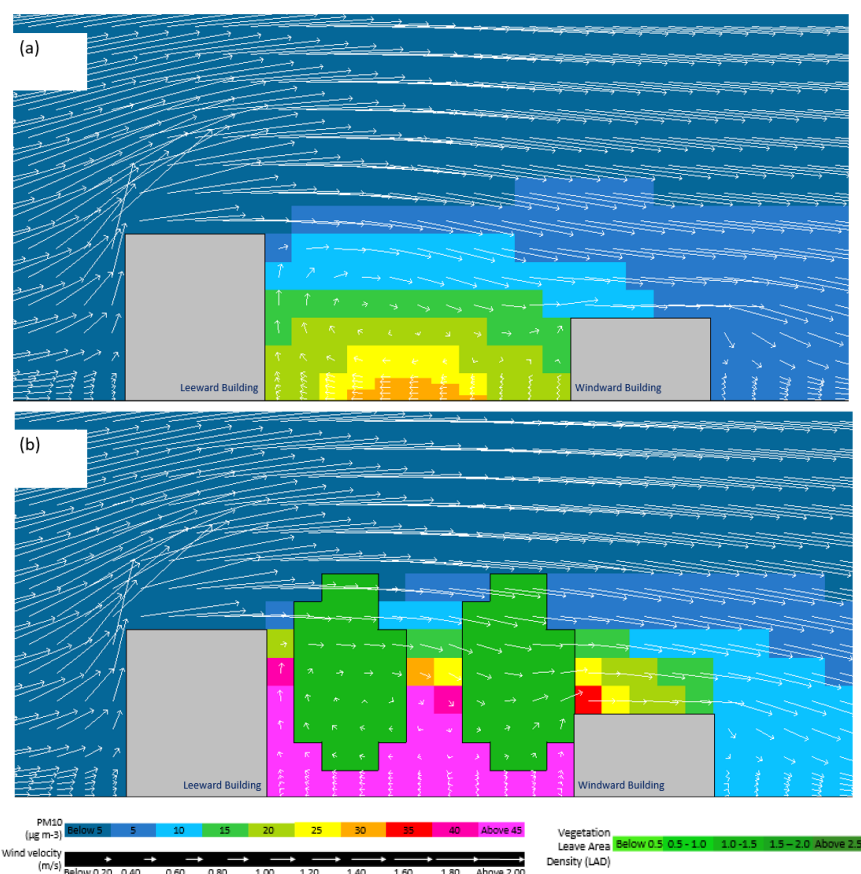 (a)
Leeward Building
Windward Building
(b)
Leeward Building
Windward Building
PM10
(µg m-3)
Below 5 5 10 15 20 25 30 35 40 Above 45
Wind velocity
(m/s)
Below 0.20 0.40 0.60 0.80 1.00 1.20 1.40 1.60 1.80 Above 2.00
Vegetation
Leave Area
Density (LAD)
Below 0.5 0.5 - 1.0 1.0 -1.5 1.5 – 2.0 Above 2.5